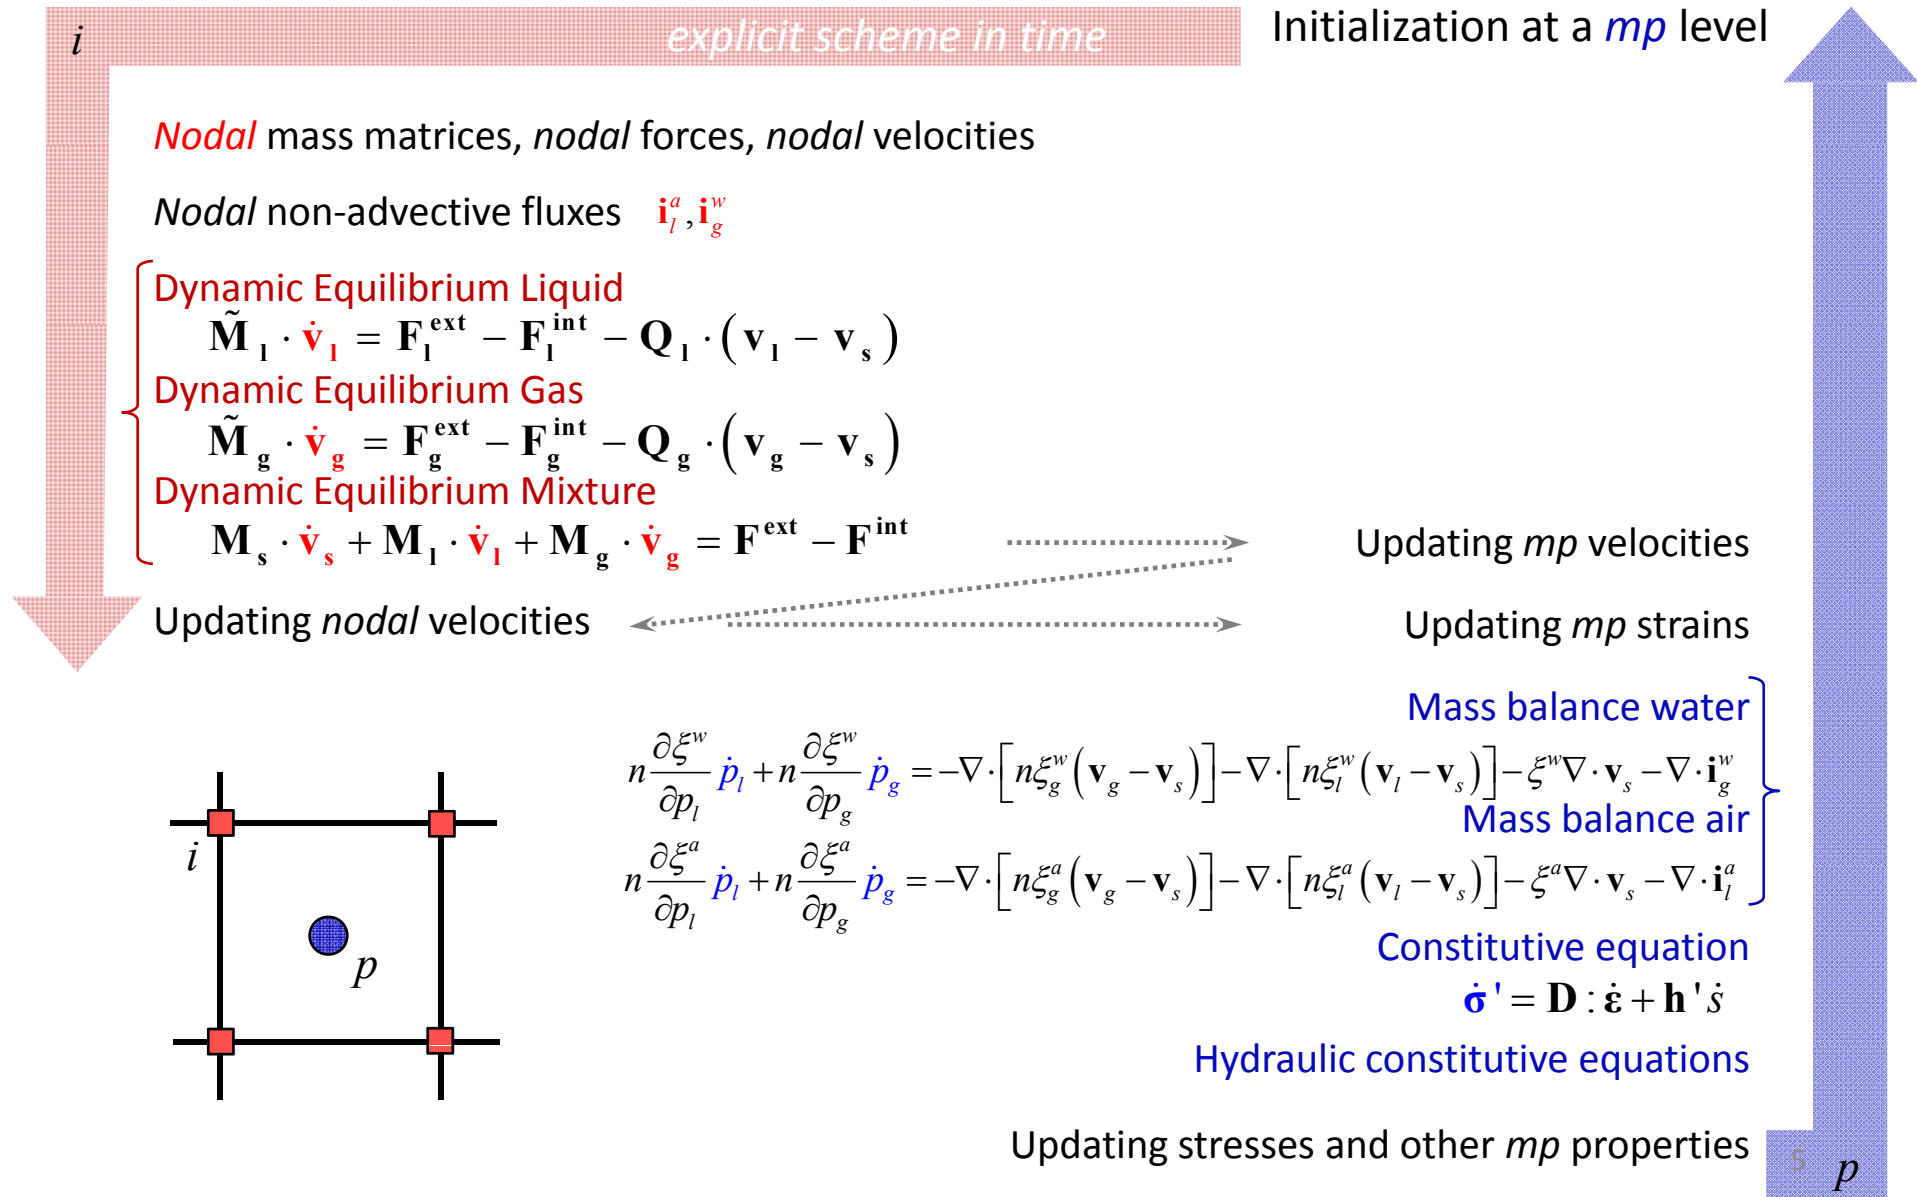 i
explicit scheme in time
Initialization at a mp level
Nodal mass matrices, nodal forces, nodal velocities
Nodal non-advective fluxes i_l^a, i_g^w
Dynamic Equilibrium Liquid
M̃_l · v̇_l = F_l^ext − F_l^int − Q_l · (v_l − v_s)
Dynamic Equilibrium Gas
M̃_g · v̇_g = F_g^ext − F_g^int − Q_g · (v_g − v_s)
Dynamic Equilibrium Mixture
M_s · v̇_s + M_l · v̇_l + M_g · v̇_g = F^ext − F^int
Updating mp velocities
Updating nodal velocities
Updating mp strains
Mass balance water
n ∂ξ^w/∂p_l ṗ_l + n ∂ξ^w/∂p_g ṗ_g = −∇·[nξ_g^w (v_g − v_s)] − ∇·[nξ_l^w (v_l − v_s)] − ξ^w ∇·v_s − ∇·i_g^w
Mass balance air
n ∂ξ^a/∂p_l ṗ_l + n ∂ξ^a/∂p_g ṗ_g = −∇·[nξ_g^a (v_g − v_s)] − ∇·[nξ_l^a (v_l − v_s)] − ξ^a ∇·v_s − ∇·i_l^a
i
p
Constitutive equation
σ̇' = D : ε̇ + h' ṡ
Hydraulic constitutive equations
Updating stresses and other mp properties
5
p